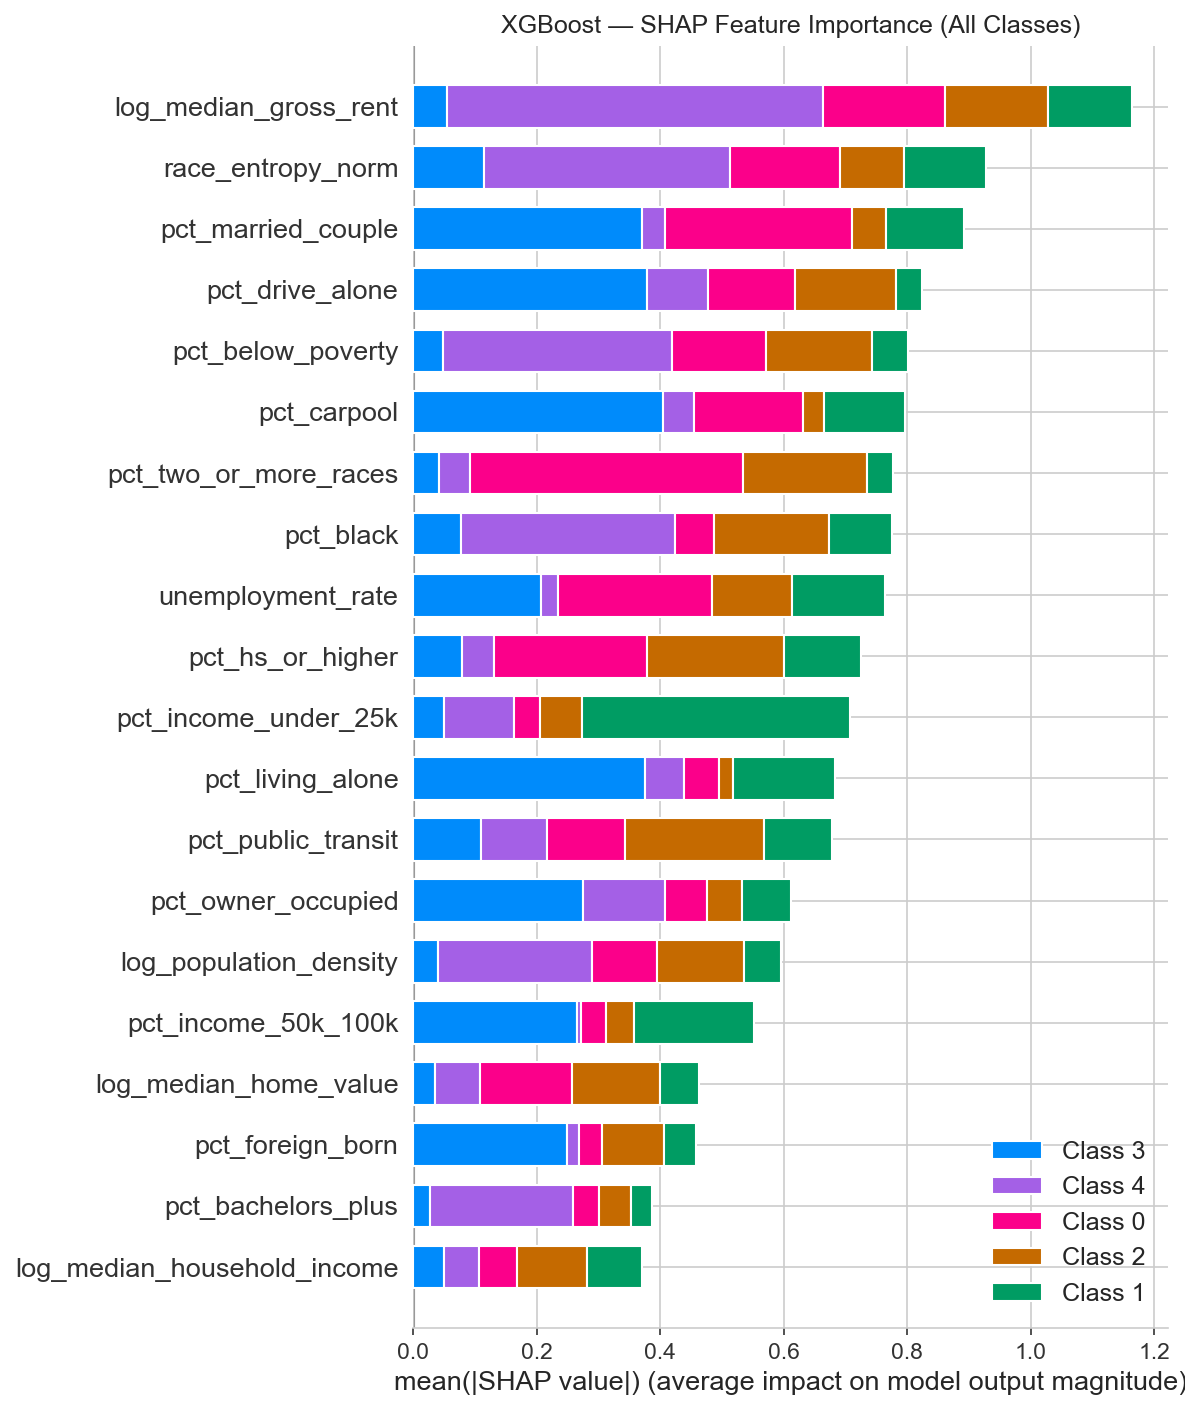 XGBoost — SHAP Feature Importance (All Classes)
log_median_gross_rent
race_entropy_norm
pct_married_couple
pct_drive_alone
pct_below_poverty
pct_carpool
pct_two_or_more_races
pct_black
unemployment_rate
pct_hs_or_higher
pct_income_under_25k
pct_living_alone
pct_public_transit
pct_owner_occupied
log_population_density
pct_income_50k_100k
log_median_home_value
pct_foreign_born
pct_bachelors_plus
log_median_household_income
Class 3
Class 4
Class 0
Class 2
Class 1
0.0 0.2 0.4 0.6 0.8 1.0 1.2
mean(|SHAP value|) (average impact on model output magnitude)